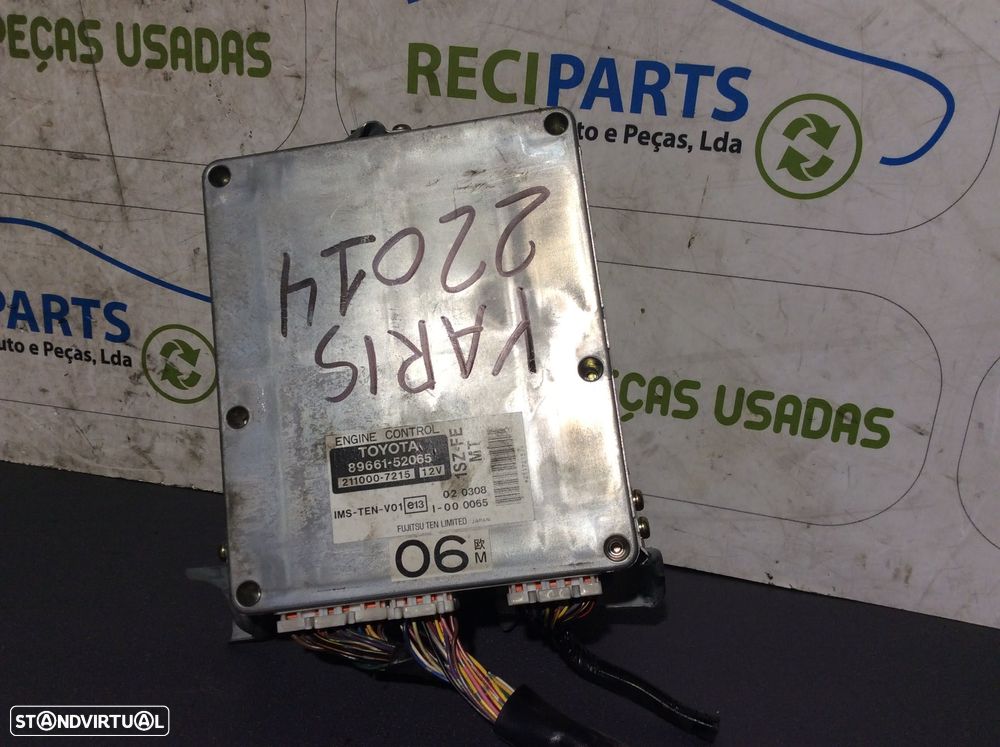 PEÇAS USADAS
RECIPARTS
uto e Peças, Lda
PARTS
uto e Peças, Lda
ÇAS USADAS
YARIS
22014
ENGINE CONTROL
TOYOTA
89661-52065
211000-7215 12V
1SZ-FE
MT
IMS-TEN-V01 e13
02 0308
I-00 0065
FUJITSU TEN LIMITED JAPAN
06 欧
M
STANDVIRTUAL